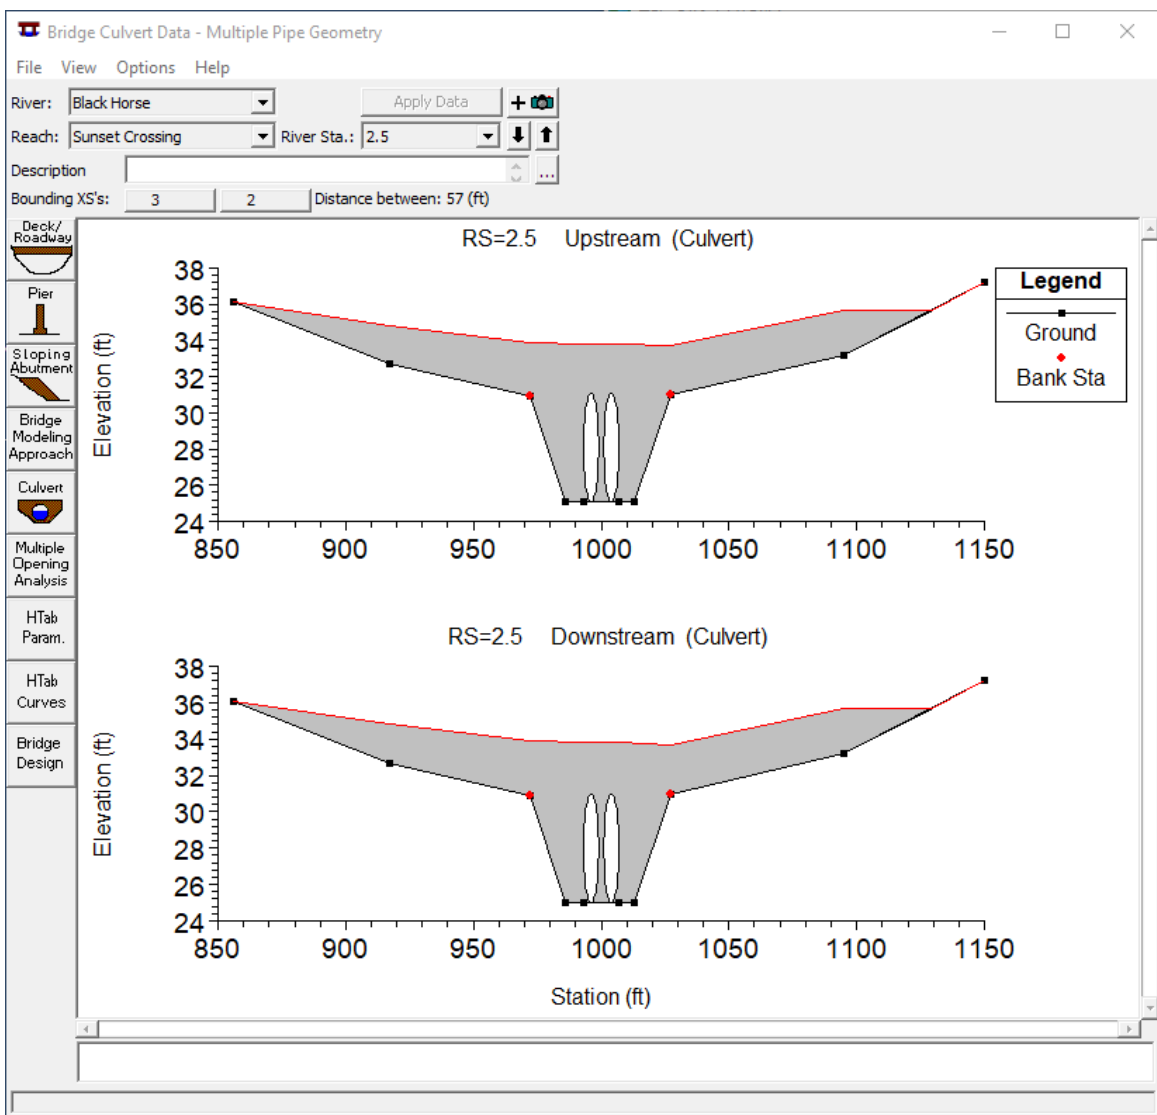 Bridge Culvert Data - Multiple Pipe Geometry
File View Options Help
River: Black Horse Apply Data +
Reach: Sunset Crossing River Sta.: 2.5
Description ...
Bounding XS's: 3 2 Distance between: 57 (ft)
Deck/
Roadway
Pier
Sloping
Abutment
Bridge
Modeling
Approach
Culvert
Multiple
Opening
Analysis
HTab
Param.
HTab
Curves
Bridge
Design
RS=2.5 Upstream (Culvert)
38
36
34
32
30
28
26
24
Elevation (ft)
850 900 950 1000 1050 1100 1150
Legend
Ground
Bank Sta
RS=2.5 Downstream (Culvert)
38
36
34
32
30
28
26
24
Elevation (ft)
850 900 950 1000 1050 1100 1150
Station (ft)